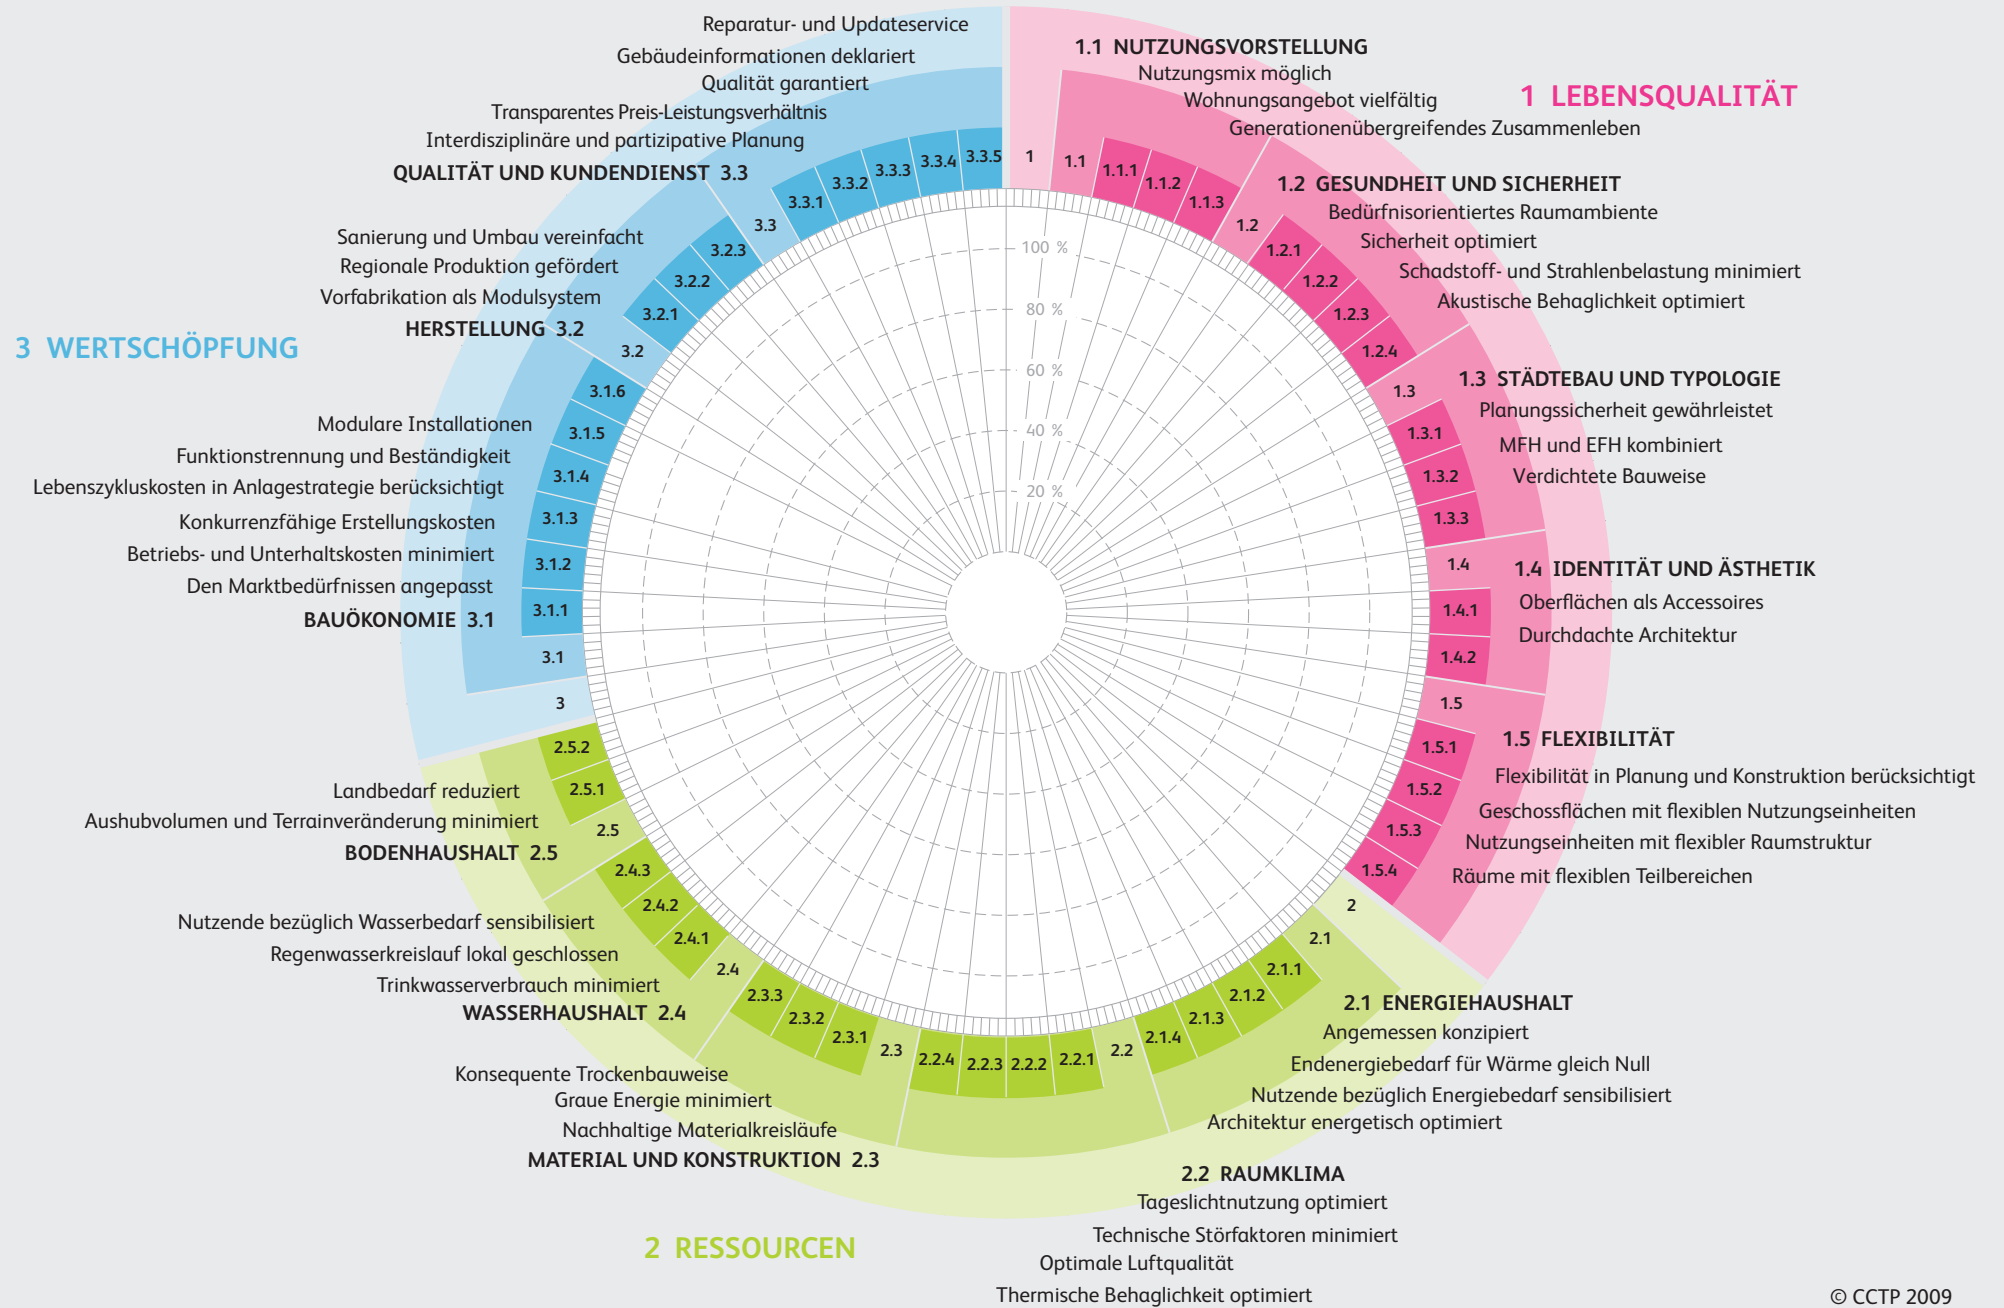 1 LEBENSQUALITÄT
1.1 NUTZUNGSVORSTELLUNG
Nutzungsmix möglich
Wohnungsangebot vielfältig
Generationenübergreifendes Zusammenleben
1.2 GESUNDHEIT UND SICHERHEIT
Bedürfnisorientiertes Raumambiente
Sicherheit optimiert
Schadstoff- und Strahlenbelastung minimiert
Akustische Behaglichkeit optimiert
1.3 STÄDTEBAU UND TYPOLOGIE
Planungssicherheit gewährleistet
MFH und EFH kombiniert
Verdichtete Bauweise
1.4 IDENTITÄT UND ÄSTHETIK
Oberflächen als Accessoires
Durchdachte Architektur
1.5 FLEXIBILITÄT
Flexibilität in Planung und Konstruktion berücksichtigt
Geschossflächen mit flexiblen Nutzungseinheiten
Nutzungseinheiten mit flexibler Raumstruktur
Räume mit flexiblen Teilbereichen
2.1 ENERGIEHAUSHALT
Angemessen konzipiert
Endenergiebedarf für Wärme gleich Null
Nutzende bezüglich Energiebedarf sensibilisiert
Architektur energetisch optimiert
2.2 RAUMKLIMA
Tageslichtnutzung optimiert
Technische Störfaktoren minimiert
Optimale Luftqualität
Thermische Behaglichkeit optimiert
2 RESSOURCEN
Konsequente Trockenbauweise
Graue Energie minimiert
Nachhaltige Materialkreisläufe
MATERIAL UND KONSTRUKTION 2.3
Nutzende bezüglich Wasserbedarf sensibilisiert
Regenwasserkreislauf lokal geschlossen
Trinkwasserverbrauch minimiert
WASSERHAUSHALT 2.4
Landbedarf reduziert
Aushubvolumen und Terrainveränderung minimiert
BODENHAUSHALT 2.5
3 WERTSCHÖPFUNG
Modulare Installationen
Funktionstrennung und Beständigkeit
Lebenszykluskosten in Anlagestrategie berücksichtigt
Konkurrenzfähige Erstellungskosten
Betriebs- und Unterhaltskosten minimiert
Den Marktbedürfnissen angepasst
BAUÖKONOMIE 3.1
Sanierung und Umbau vereinfacht
Regionale Produktion gefördert
Vorfabrikation als Modulsystem
HERSTELLUNG 3.2
Reparatur- und Updateservice
Gebäudeinformationen deklariert
Qualität garantiert
Transparentes Preis-Leistungsverhältnis
Interdisziplinäre und partizipative Planung
QUALITÄT UND KUNDENDIENST 3.3
1
1.1
1.1.1
1.1.2
1.1.3
1.2
1.2.1
1.2.2
1.2.3
1.2.4
1.3
1.3.1
1.3.2
1.3.3
1.4
1.4.1
1.4.2
1.5
1.5.1
1.5.2
1.5.3
1.5.4
2
2.1
2.1.1
2.1.2
2.1.3
2.1.4
2.2
2.2.1
2.2.2
2.2.3
2.2.4
2.3
2.3.1
2.3.2
2.3.3
2.4
2.4.1
2.4.2
2.4.3
2.5
2.5.1
2.5.2
3
3.1
3.1.1
3.1.2
3.1.3
3.1.4
3.1.5
3.1.6
3.2
3.2.1
3.2.2
3.2.3
3.3
3.3.1
3.3.2
3.3.3
3.3.4
3.3.5
100 %
80 %
60 %
40 %
20 %
© CCTP 2009